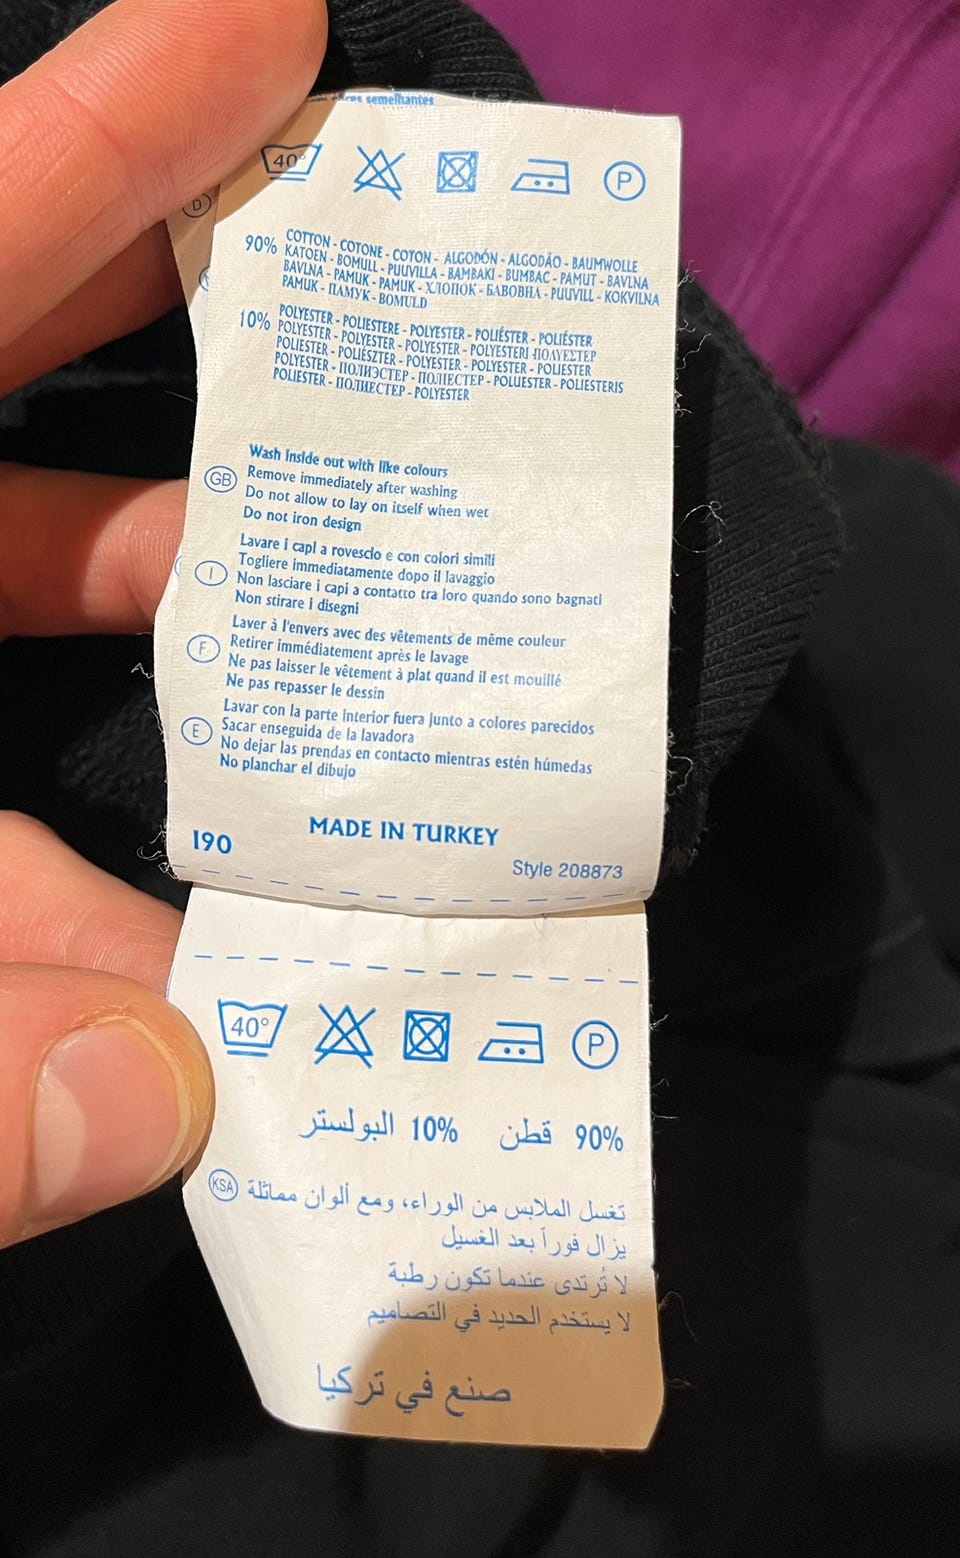 semelhantes
40°
P
D
90% COTTON - COTONE - COTON - ALGODÓN - ALGODÃO - BAUMWOLLE
KATOEN - BOMULL - PUUVILLA - BAMBAKI - BUMBAC - PAMUT - BAVLNA
BAVLNA - PAMUK - PAMUK - ХЛОПОК - БАВОВНА - PUUVILL - KOKVILNA
PAMUK - ПАМУК - BOMULD
10% POLYESTER - POLIESTERE - POLYESTER - POLIÉSTER - POLIÉSTER
POLYESTER - POLYESTER - POLYESTER - POLYESTERI -ΠΟΛΥΕΣΤΕΡ
POLIESTER - POLIÉSZTER - POLYESTER - POLYESTER - POLIESTER
POLYESTER - ПОЛИЭСТЕР - ПОЛІЕСТЕР - POLUESTER - POLIESTERIS
POLIESTER - ПОЛИЕСТЕР - POLYESTER
Wash inside out with like colours
GB Remove immediately after washing
Do not allow to lay on itself when wet
Do not iron design
Lavare i capi a rovescio e con colori simili
I Togliere immediatamente dopo il lavaggio
Non lasciare i capi a contatto tra loro quando sono bagnati
Non stirare i disegni
Laver à l'envers avec des vêtements de même couleur
F Retirer immédiatement après le lavage
Ne pas laisser le vêtement à plat quand il est mouillé
Ne pas repasser le dessin
Lavar con la parte interior fuera junto a colores parecidos
E Sacar enseguida de la lavadora
No dejar las prendas en contacto mientras estén húmedas
No planchar el dibujo
MADE IN TURKEY
190
Style 208873
40°
P
90% قطن 10% البولستر
KSA تغسل الملابس من الوراء، ومع ألوان مماثلة
يزال فوراً بعد الغسيل
لا تُرتدى عندما تكون رطبة
لا يستخدم الحديد في التصاميم
صنع في تركيا